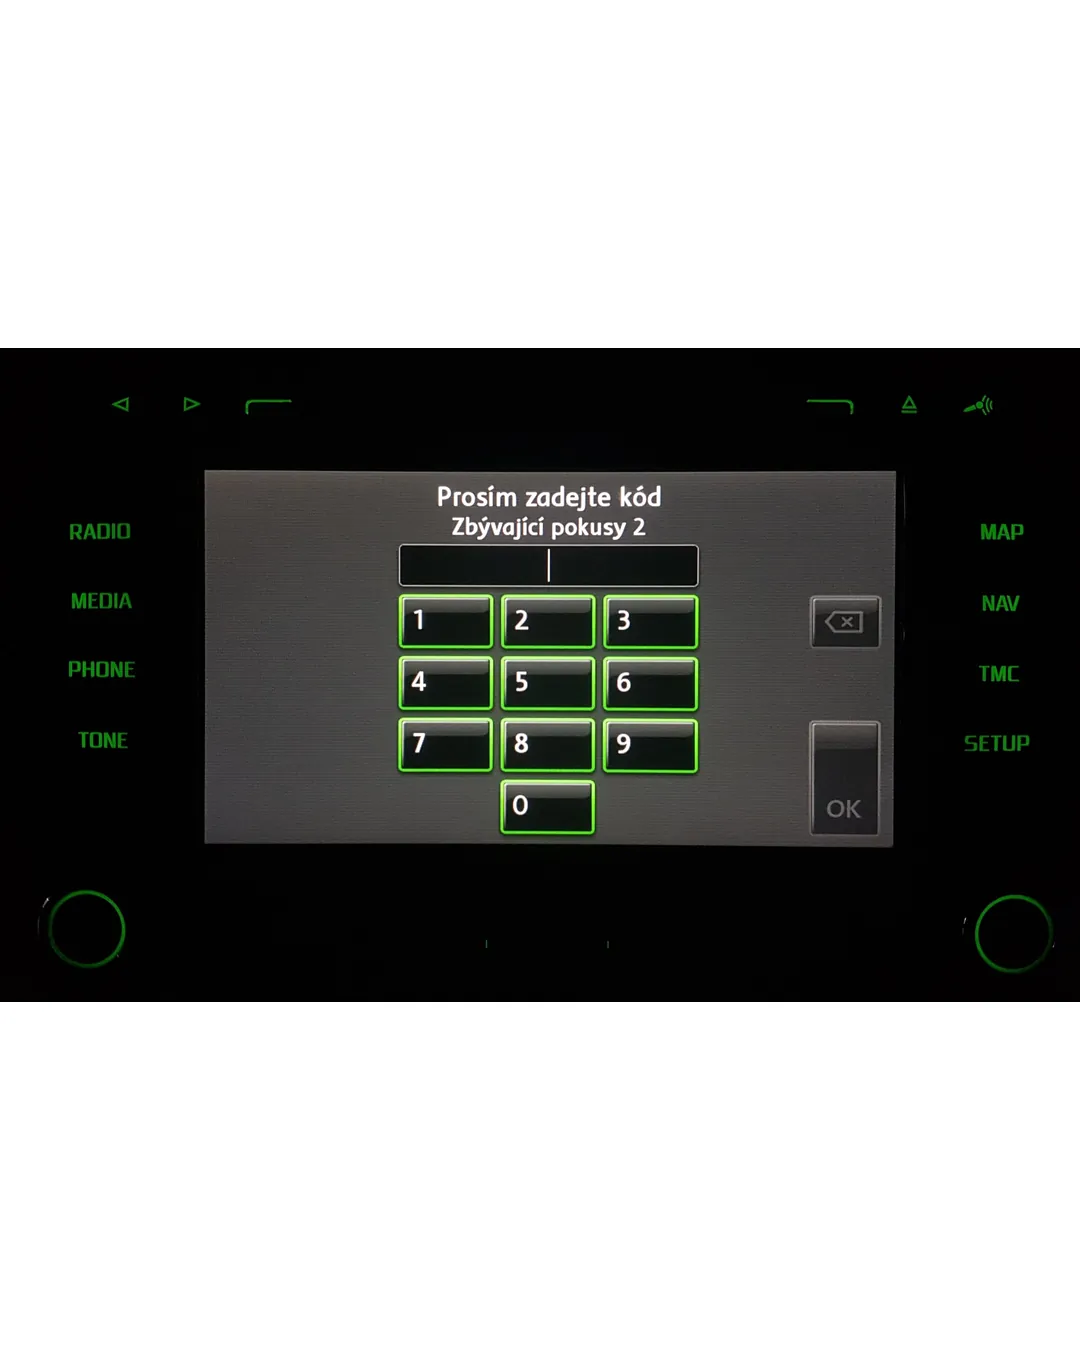 Prosím zadejte kód
Zbývající pokusy 2
RADIO
MEDIA
PHONE
TONE
1 2 3
4 5 6
7 8 9
0
OK
MAP
NAV
TMC
SETUP